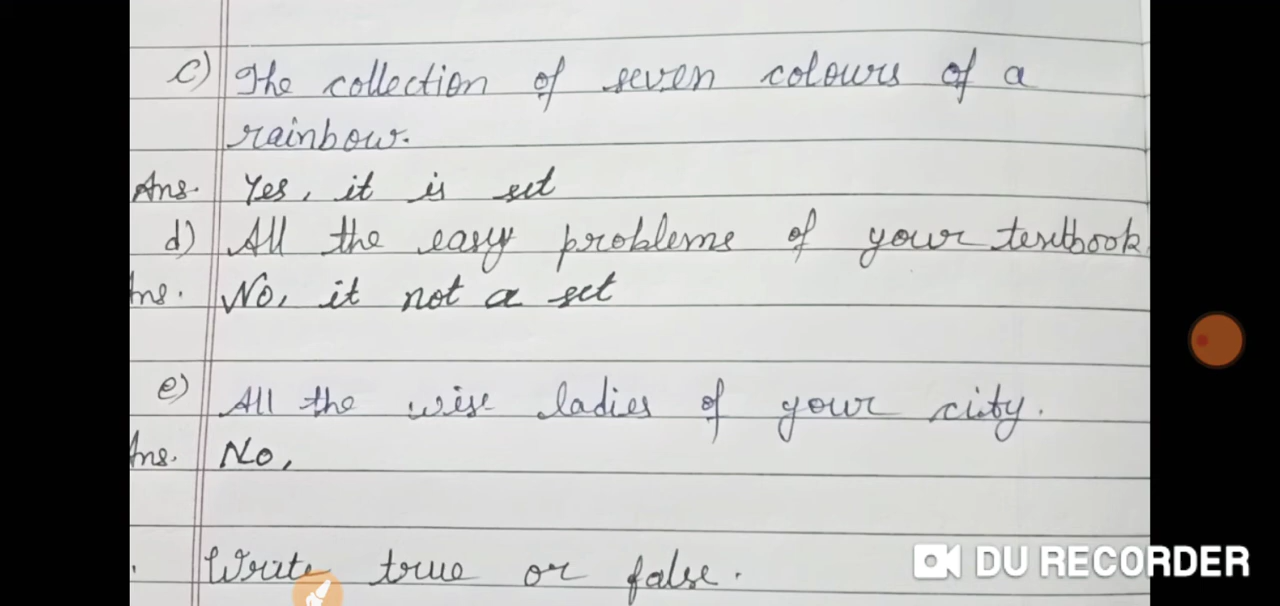 c) The collection of seven colours of a
rainbow.
Ans. Yes, it is set
d) All the easy problems of your textbook.
Ans. No, it not a set
e) All the wise ladies of your city.
Ans. No,
Write true or false.
DU RECORDER